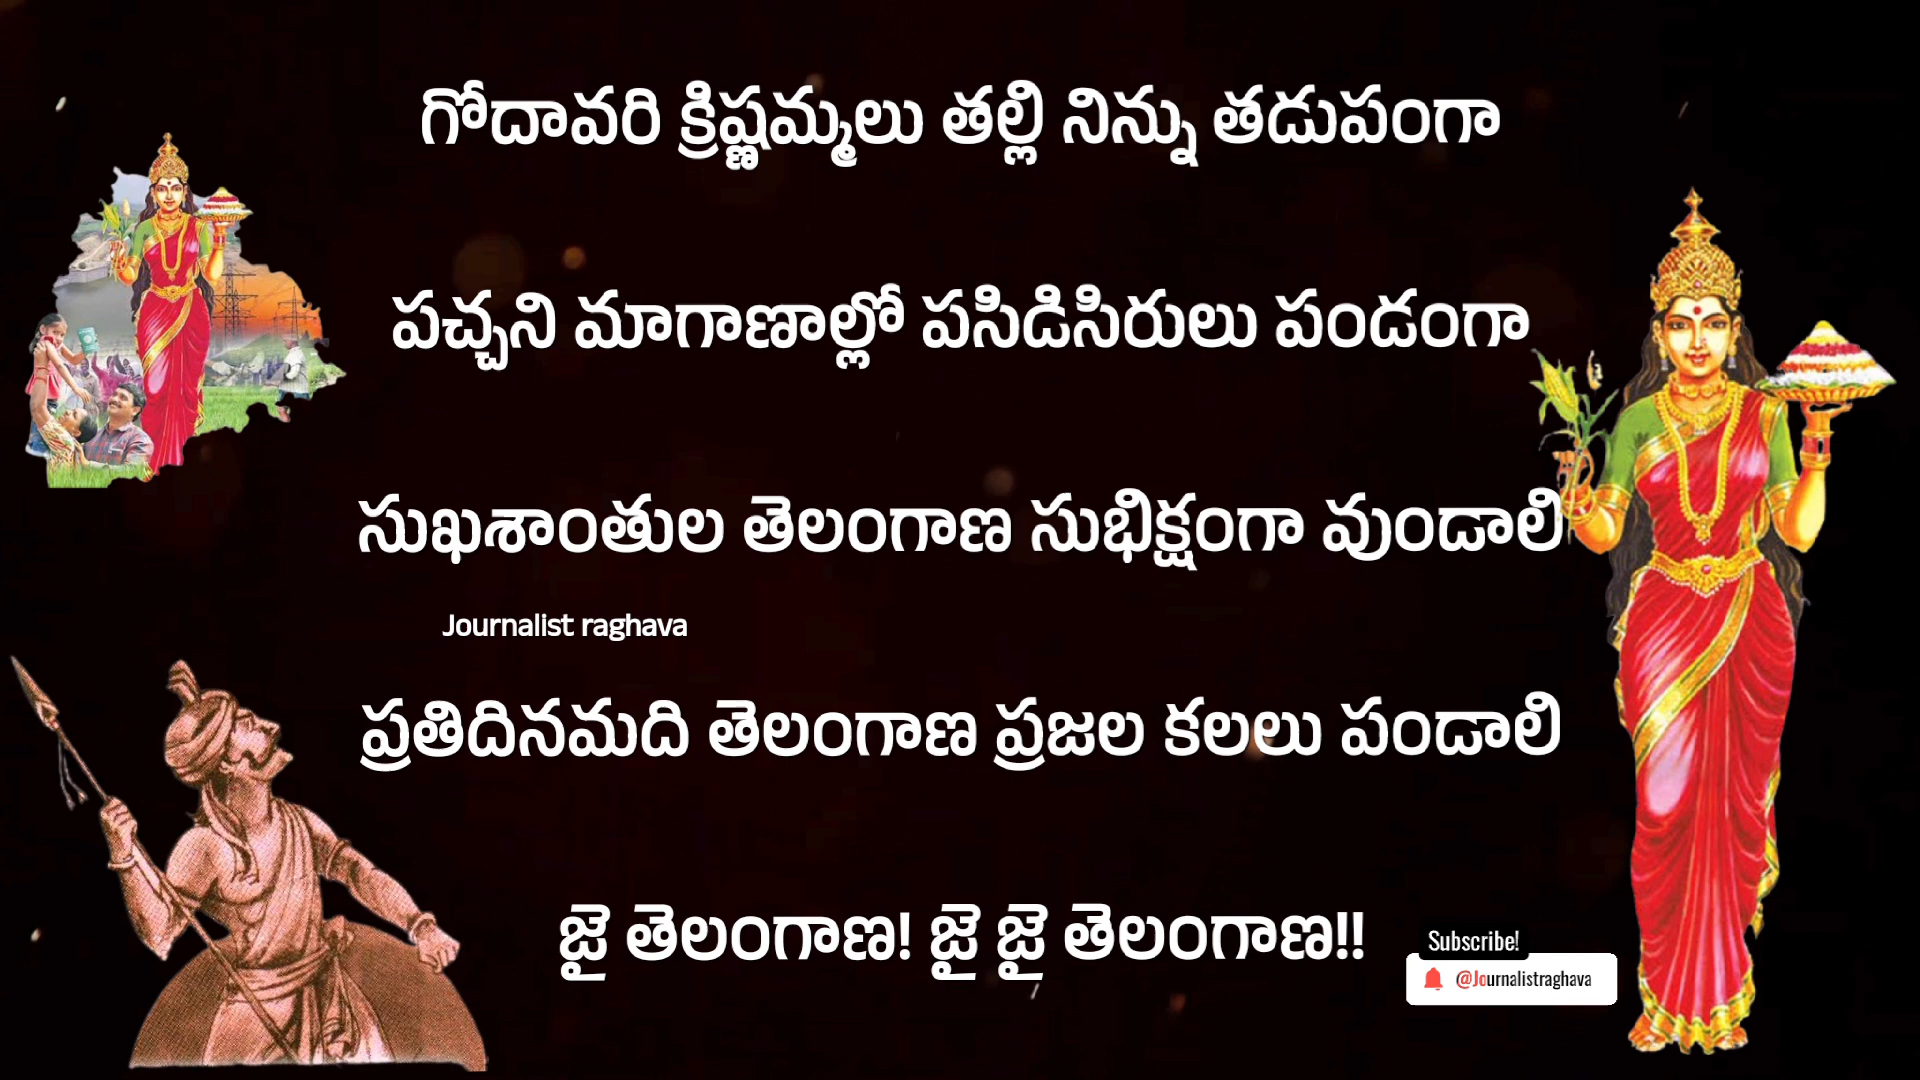 గోదావరి క్రిష్ణమ్మలు తల్లి నిన్ను తడుపంగా
పచ్చని మాగాణాల్లో పసిడిసిరులు పండంగా
సుఖశాంతుల తెలంగాణ సుభిక్షంగా వుండాలి
Journalist raghava
ప్రతిదినమది తెలంగాణ ప్రజల కలలు పండాలి
జై తెలంగాణ! జై జై తెలంగాణ!!
Subscribe!
@Journalistraghava